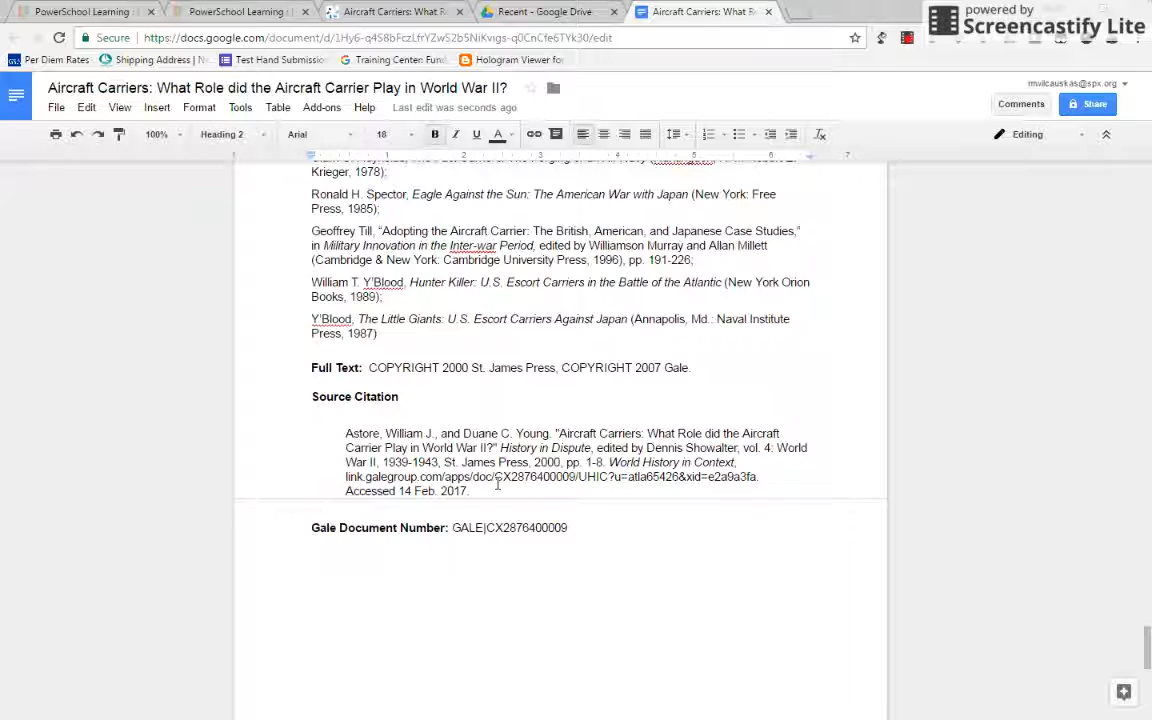 PowerSchool Learning :
PowerSchool Learning :
Aircraft Carriers: What R
Recent - Google Drive
Aircraft Carriers: What R
powered by
Screencastify Lite
Secure
https://docs.google.com/document/d/1Hy6-q4S8bFczLfrYZwS2b5NiKvigs-q0CnCfe6TYk30/edit
Per Diem Rates
Shipping Address | N
Test Hand Submissio
Training Center Func
Hologram Viewer for
Aircraft Carriers: What Role did the Aircraft Carrier Play in World War II?
mwilcauskas@spx.org
File Edit View Insert Format Tools Table Add-ons Help Last edit was seconds ago
Comments
Share
100% Heading 2 Arial 18 B I U A
Editing
1 1 2 3 4 5 6 7
Krieger, 1978);
Ronald H. Spector, Eagle Against the Sun: The American War with Japan (New York: Free
Press, 1985);
Geoffrey Till, “Adopting the Aircraft Carrier: The British, American, and Japanese Case Studies,”
in Military Innovation in the Inter-war Period, edited by Williamson Murray and Allan Millett
(Cambridge & New York: Cambridge University Press, 1996), pp. 191-226;
William T. Y’Blood, Hunter Killer: U.S. Escort Carriers in the Battle of the Atlantic (New York Orion
Books, 1989);
Y’Blood, The Little Giants: U.S. Escort Carriers Against Japan (Annapolis, Md.: Naval Institute
Press, 1987)
Full Text: COPYRIGHT 2000 St. James Press, COPYRIGHT 2007 Gale.
Source Citation
Astore, William J., and Duane C. Young. "Aircraft Carriers: What Role did the Aircraft
Carrier Play in World War II?" History in Dispute, edited by Dennis Showalter, vol. 4: World
War II, 1939-1943, St. James Press, 2000, pp. 1-8. World History in Context,
link.galegroup.com/apps/doc/CX2876400009/UHIC?u=atla65426&xid=e2a9a3fa.
Accessed 14 Feb. 2017.
Gale Document Number: GALE|CX2876400009